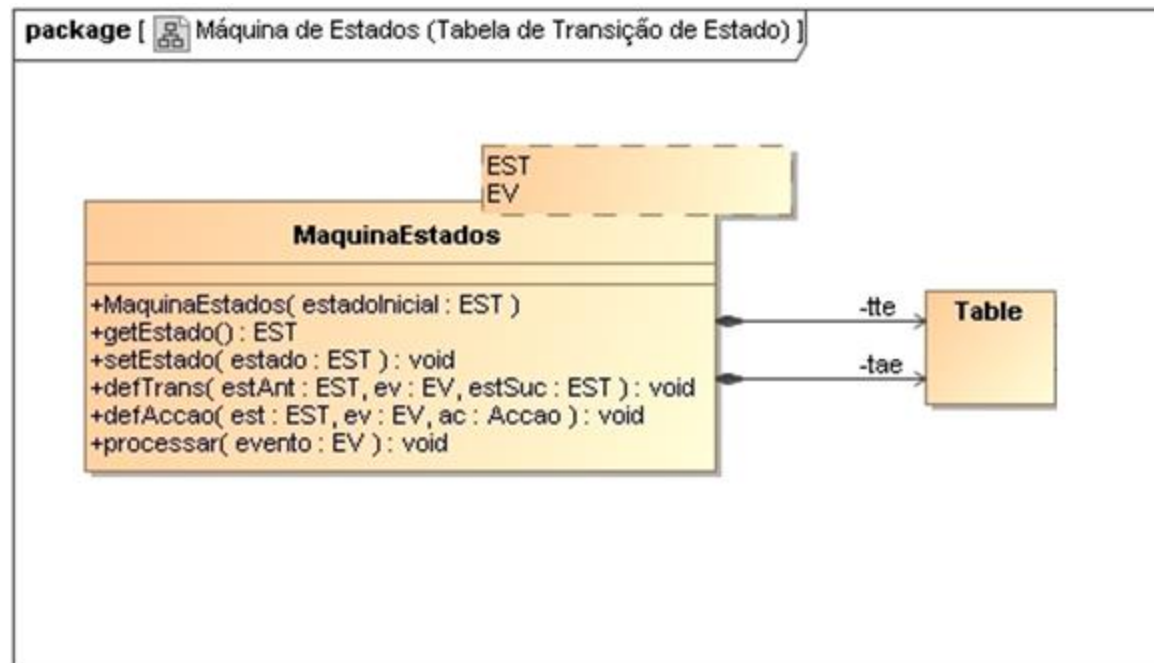 package [ Máquina de Estados (Tabela de Transição de Estado) ]
EST
EV
MaquinaEstados
+MaquinaEstados( estadoInicial : EST )
+getEstado() : EST
+setEstado( estado : EST ) : void
+defTrans( estAnt : EST, ev : EV, estSuc : EST ) : void
+defAccao( est : EST, ev : EV, ac : Accao ) : void
+processar( evento : EV ) : void
-tte
-tae
Table